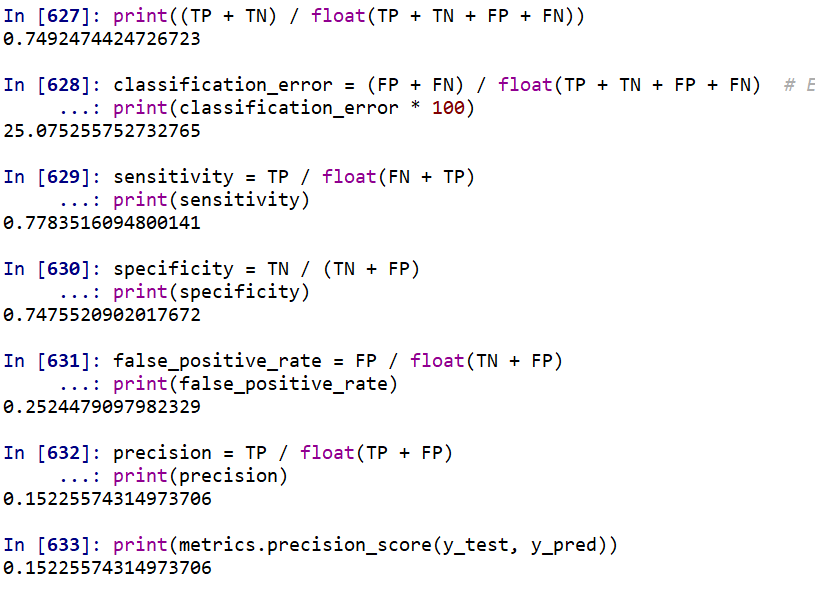 In [627]: print((TP + TN) / float(TP + TN + FP + FN))
0.7492474424726723
In [628]: classification_error = (FP + FN) / float(TP + TN + FP + FN)  #
     ...: print(classification_error * 100)
25.075255752732765
In [629]: sensitivity = TP / float(FN + TP)
     ...: print(sensitivity)
0.7783516094800141
In [630]: specificity = TN / (TN + FP)
     ...: print(specificity)
0.7475520902017672
In [631]: false_positive_rate = FP / float(TN + FP)
     ...: print(false_positive_rate)
0.2524479097982329
In [632]: precision = TP / float(TP + FP)
     ...: print(precision)
0.15225574314973706
In [633]: print(metrics.precision_score(y_test, y_pred))
0.15225574314973706